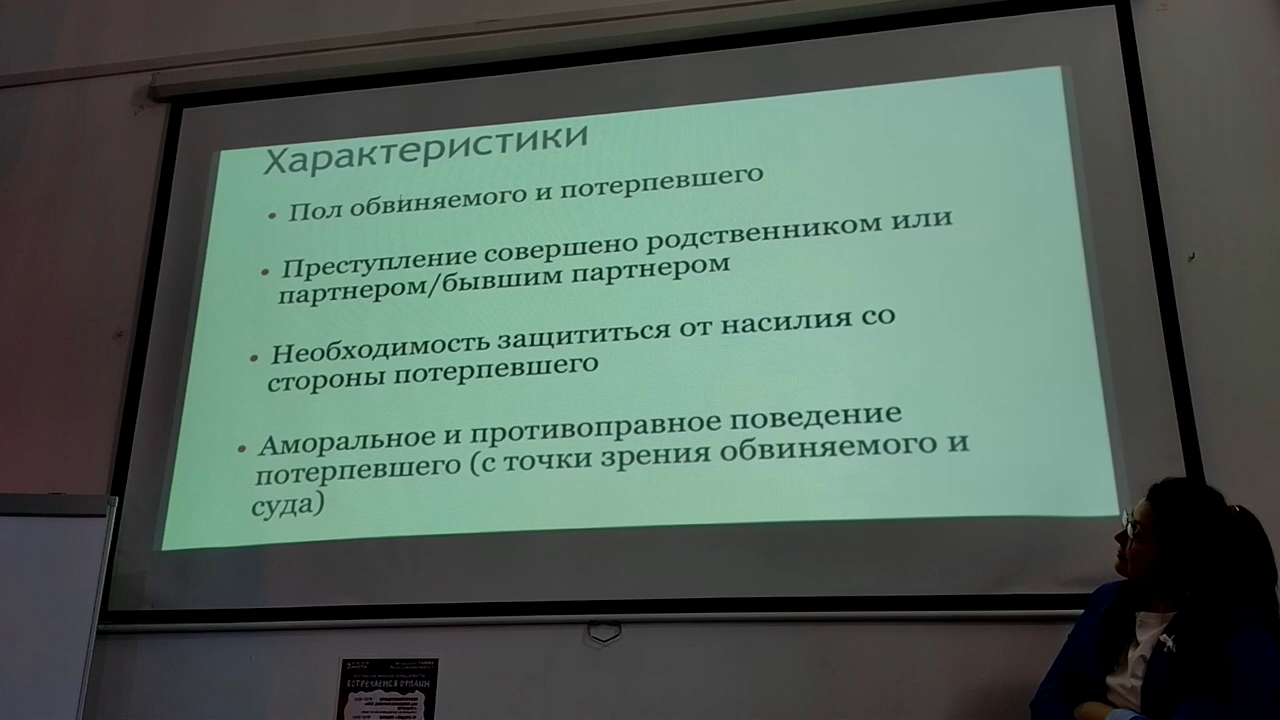 Характеристики
• Пол обвиняемого и потерпевшего
• Преступление совершено родственником или
партнером/бывшим партнером
• Необходимость защититься от насилия со
стороны потерпевшего
• Аморальное и противоправное поведение
потерпевшего (с точки зрения обвиняемого и
суда)
ВСТРЕЧАЕМСЯ ОФЛАЙН